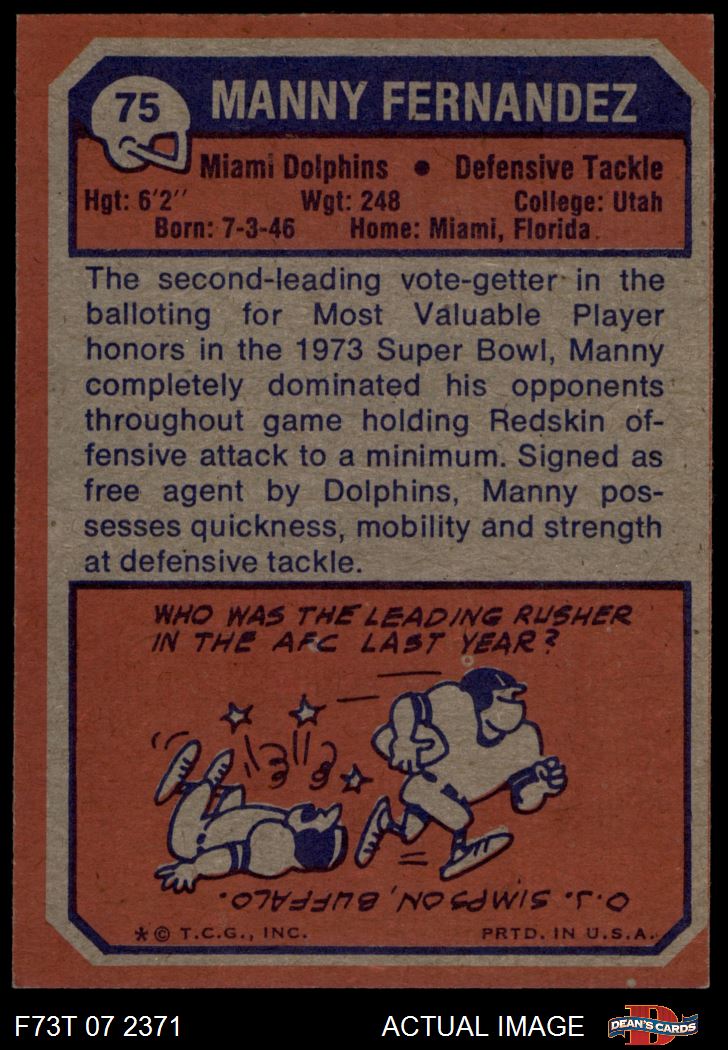 75
MANNY FERNANDEZ
Miami Dolphins • Defensive Tackle
Hgt: 6'2" Wgt: 248 College: Utah
Born: 7-3-46 Home: Miami, Florida
The second-leading vote-getter in the
balloting for Most Valuable Player
honors in the 1973 Super Bowl, Manny
completely dominated his opponents
throughout game holding Redskin of-
fensive attack to a minimum. Signed as
free agent by Dolphins, Manny pos-
sesses quickness, mobility and strength
at defensive tackle.
WHO WAS THE LEADING RUSHER
IN THE AFC LAST YEAR?
O.J. SIMPSON, BUFFALO.
* © T.C.G., INC. PRTD. IN U.S.A.
F73T 07 2371 ACTUAL IMAGE
D
DEAN'S CARDS